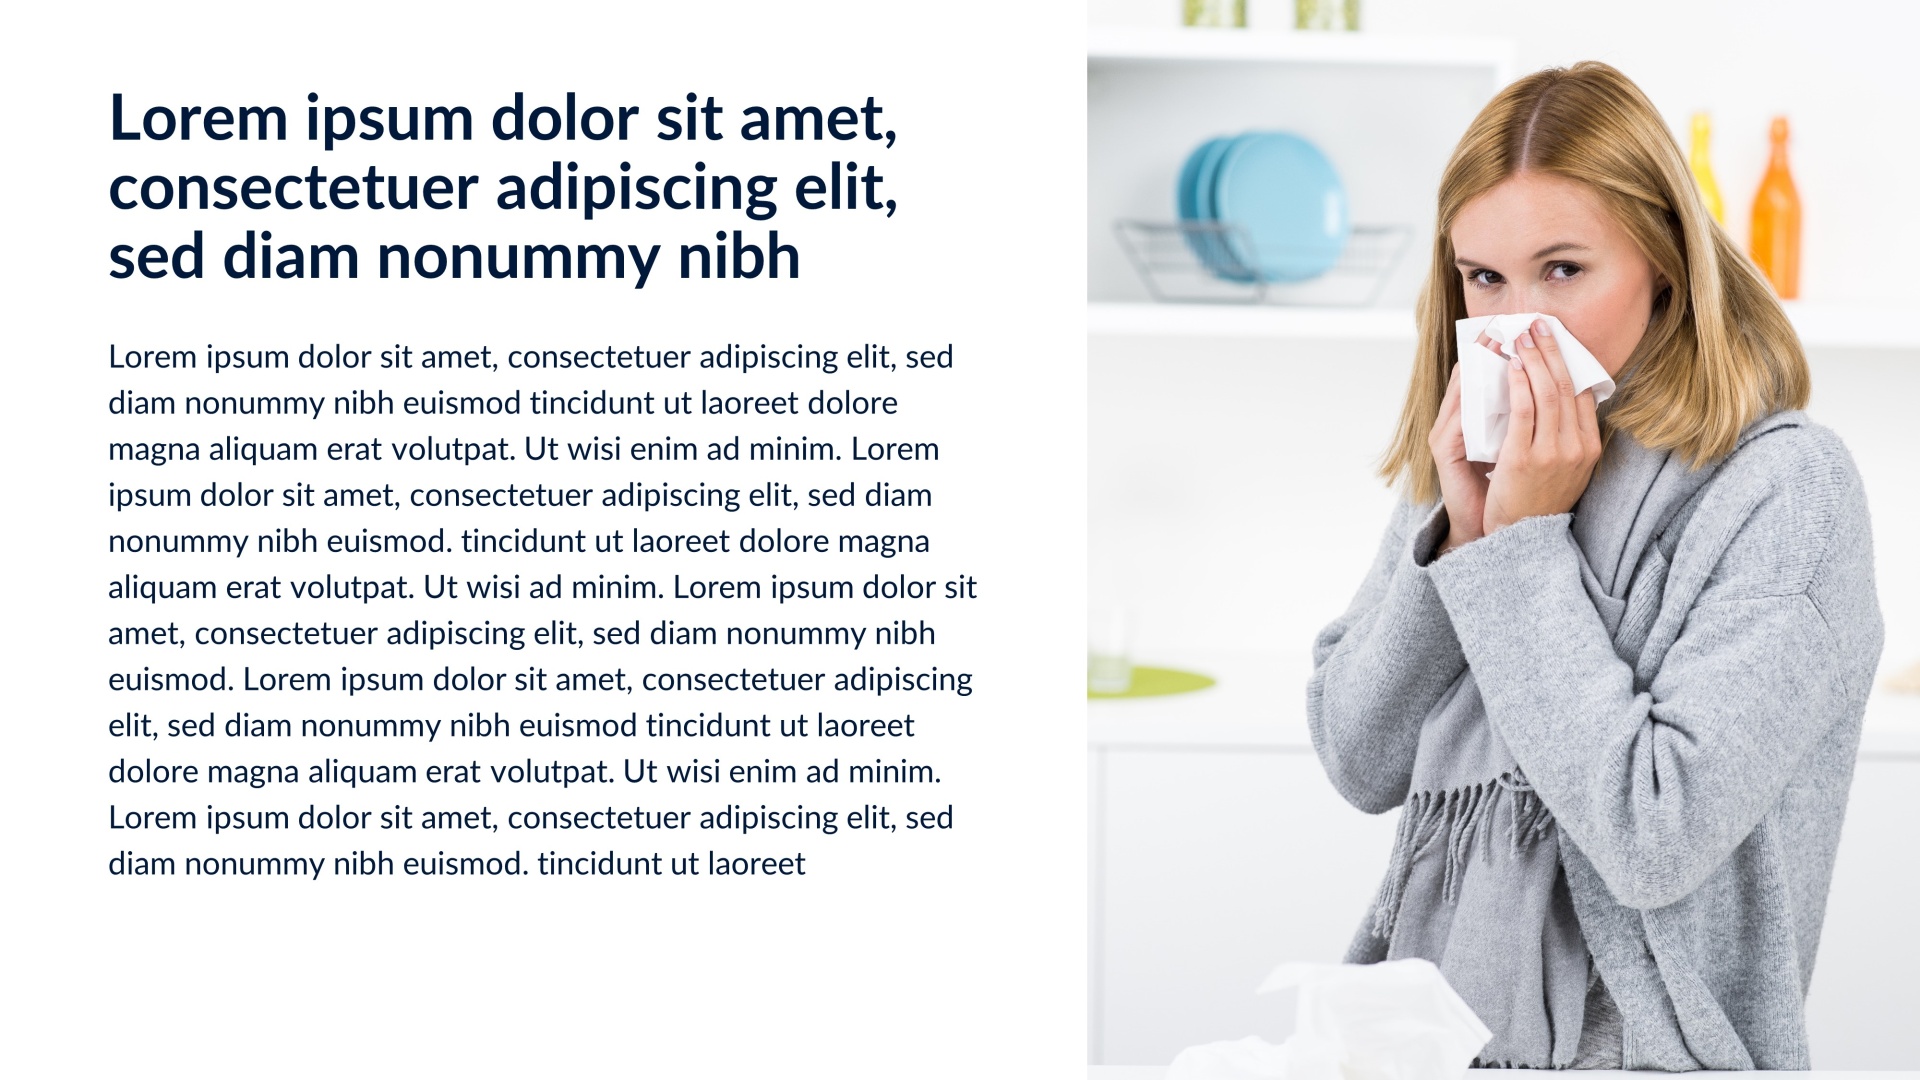 Lorem ipsum dolor sit amet,
consectetuer adipiscing elit,
sed diam nonummy nibh
Lorem ipsum dolor sit amet, consectetuer adipiscing elit, sed
diam nonummy nibh euismod tincidunt ut laoreet dolore
magna aliquam erat volutpat. Ut wisi enim ad minim. Lorem
ipsum dolor sit amet, consectetuer adipiscing elit, sed diam
nonummy nibh euismod. tincidunt ut laoreet dolore magna
aliquam erat volutpat. Ut wisi ad minim. Lorem ipsum dolor sit
amet, consectetuer adipiscing elit, sed diam nonummy nibh
euismod. Lorem ipsum dolor sit amet, consectetuer adipiscing
elit, sed diam nonummy nibh euismod tincidunt ut laoreet
dolore magna aliquam erat volutpat. Ut wisi enim ad minim.
Lorem ipsum dolor sit amet, consectetuer adipiscing elit, sed
diam nonummy nibh euismod. tincidunt ut laoreet